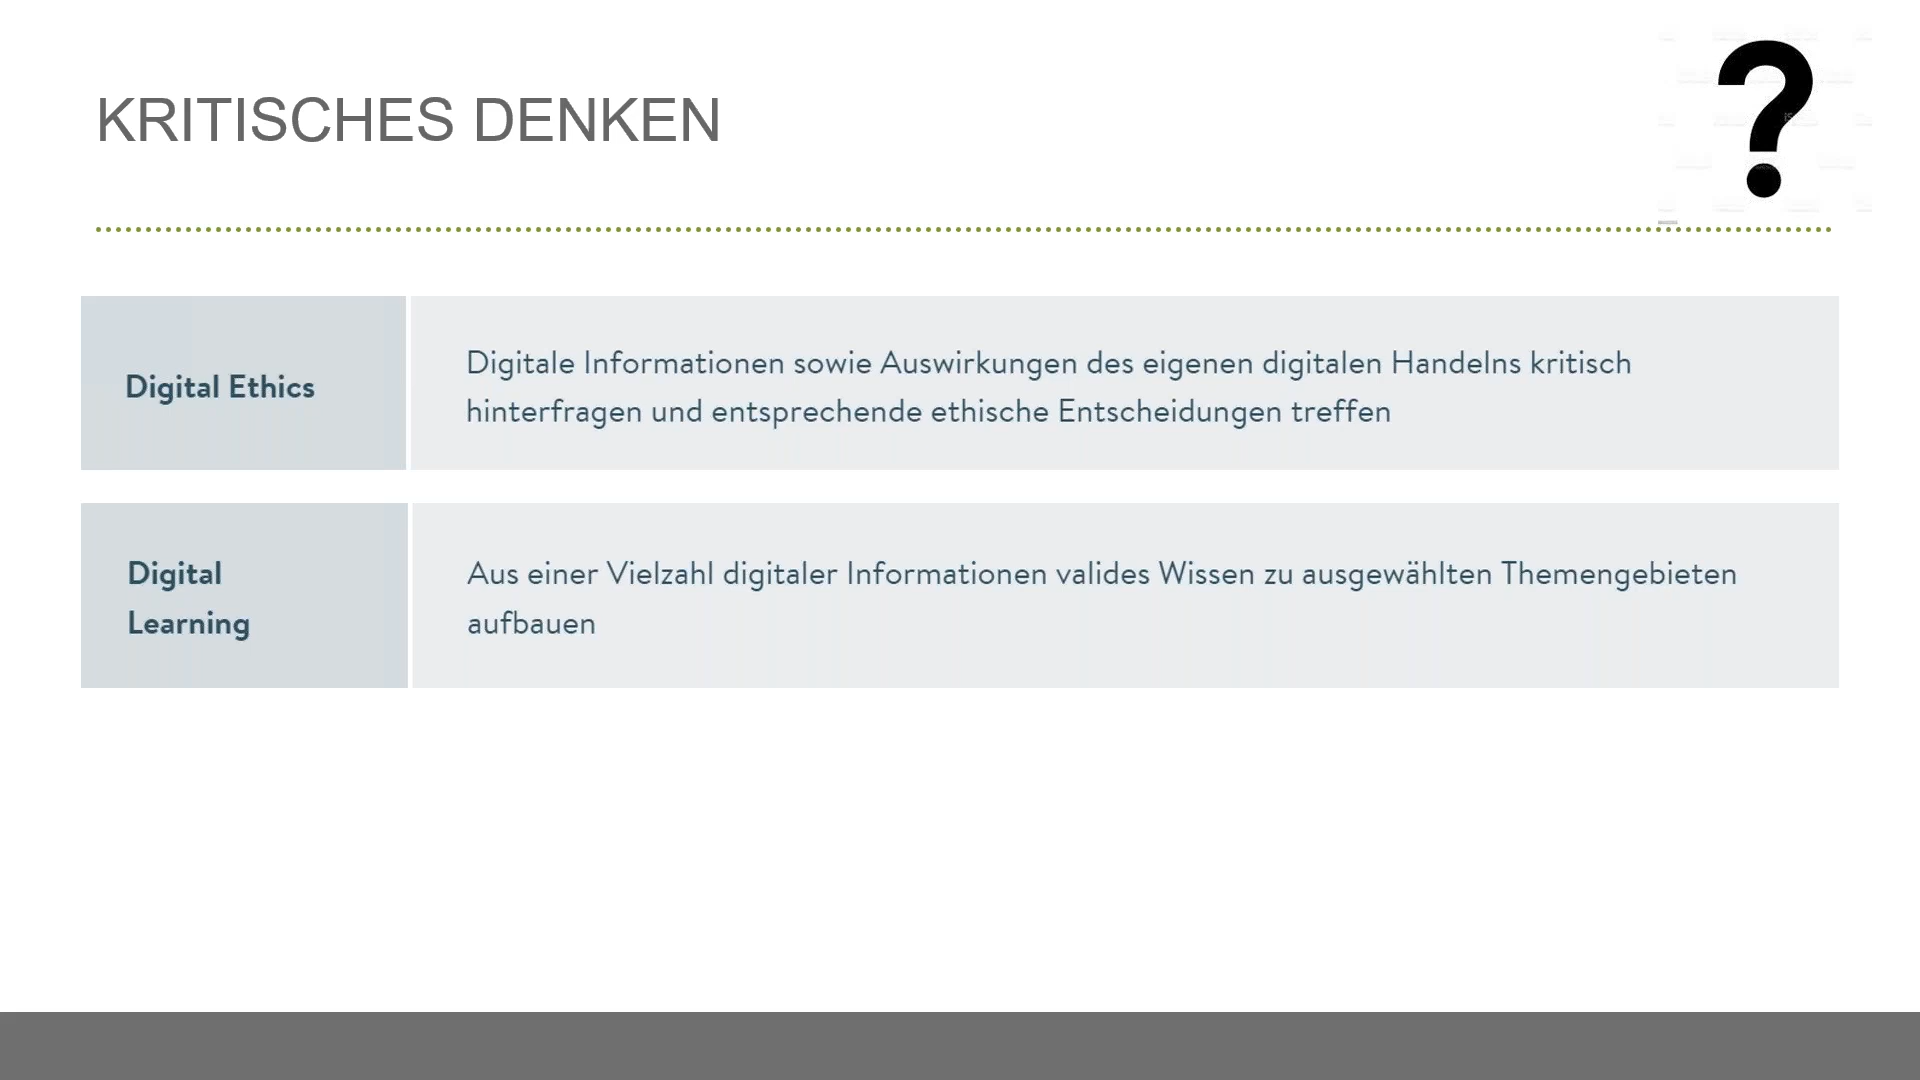 KRITISCHES DENKEN
?
Digital Ethics
Digitale Informationen sowie Auswirkungen des eigenen digitalen Handelns kritisch
hinterfragen und entsprechende ethische Entscheidungen treffen
Digital
Learning
Aus einer Vielzahl digitaler Informationen valides Wissen zu ausgewählten Themengebieten
aufbauen